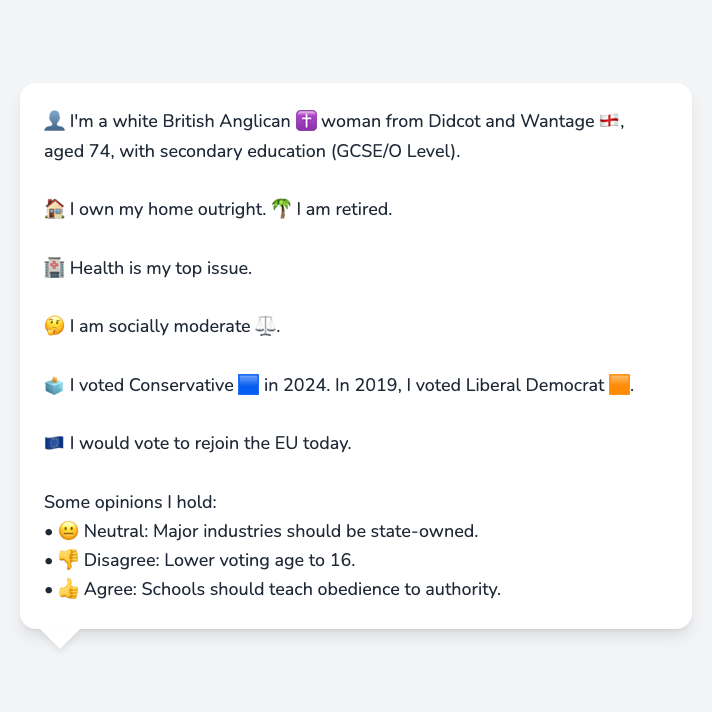 👤 I'm a white British Anglican ✝️ woman from Didcot and Wantage 🏴󠁧󠁢󠁥󠁮󠁧󠁿,
aged 74, with secondary education (GCSE/O Level).
🏠 I own my home outright. 🌴 I am retired.
🏥 Health is my top issue.
🤔 I am socially moderate ⚖️.
🗳️ I voted Conservative 🟦 in 2024. In 2019, I voted Liberal Democrat 🟧.
🇪🇺 I would vote to rejoin the EU today.
Some opinions I hold:
• 😐 Neutral: Major industries should be state-owned.
• 👎 Disagree: Lower voting age to 16.
• 👍 Agree: Schools should teach obedience to authority.